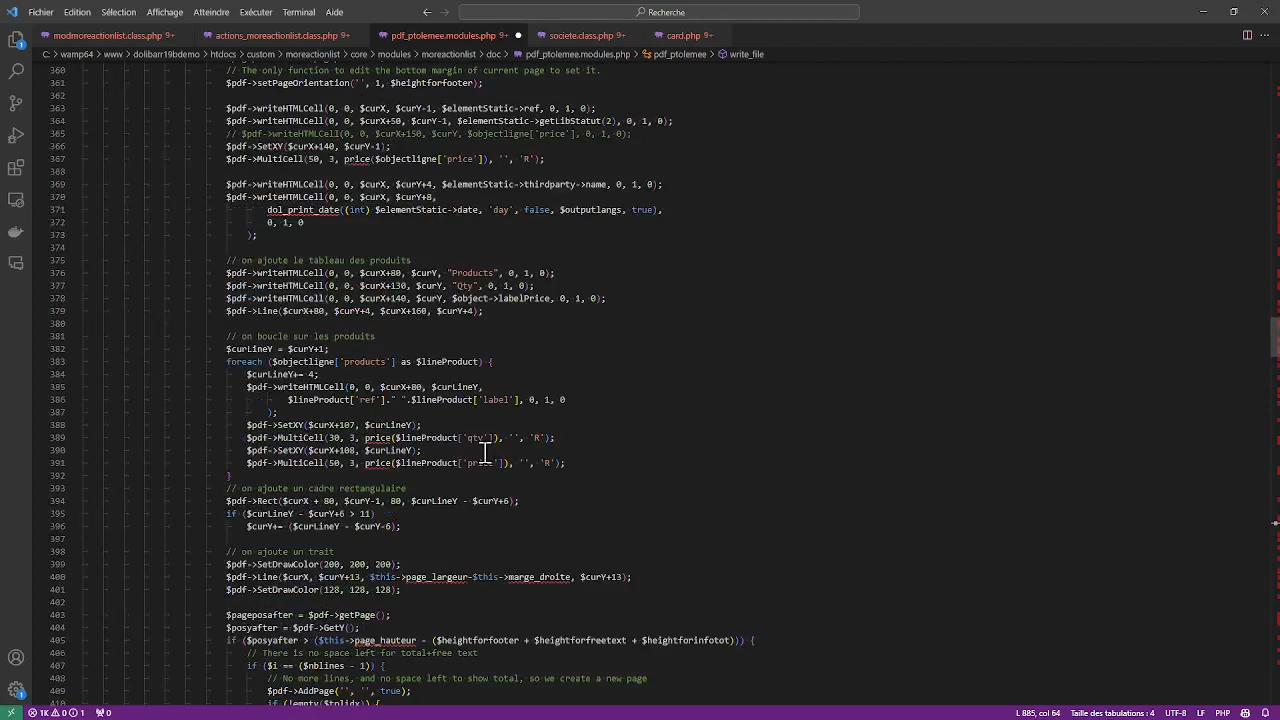 Fichier Édition Sélection Affichage Atteindre Exécuter Terminal Aide Recherche
modmoreactionlist.class.php 9+ actions_moreactionlist.class.php 9+ pdf_ptolemee.modules.php 9+ societe.class.php 9+ card.php 9+
C: > wamp64 > www > dolibarr19bdemo > htdocs > custom > moreactionlist > core > modules > moreactionlist > doc > pdf_ptolemee.modules.php > pdf_ptolemee > write_file
360 // The only function to edit the bottom margin of current page to set it.
361 $pdf->setPageOrientation('', 1, $heightforfooter);
362
363 $pdf->writeHTMLCell(0, 0, $curX, $curY-1, $elementStatic->ref, 0, 1, 0);
364 $pdf->writeHTMLCell(0, 0, $curX+50, $curY-1, $elementStatic->getLibStatut(2), 0, 1, 0);
365 // $pdf->writeHTMLCell(0, 0, $curX+150, $curY, $objectligne['price'], 0, 1, 0);
366 $pdf->SetXY($curX+140, $curY-1);
367 $pdf->MultiCell(50, 3, price($objectligne['price']), '', 'R');
368
369 $pdf->writeHTMLCell(0, 0, $curX, $curY+4, $elementStatic->thirdparty->name, 0, 1, 0);
370 $pdf->writeHTMLCell(0, 0, $curX, $curY+8,
371 dol_print_date((int) $elementStatic->date, 'day', false, $outputlangs, true),
372 0, 1, 0
373 );
374
375 // on ajoute le tableau des produits
376 $pdf->writeHTMLCell(0, 0, $curX+80, $curY, "Products", 0, 1, 0);
377 $pdf->writeHTMLCell(0, 0, $curX+130, $curY, "Qty", 0, 1, 0);
378 $pdf->writeHTMLCell(0, 0, $curX+140, $curY, $object->labelPrice, 0, 1, 0);
379 $pdf->Line($curX+80, $curY+4, $curX+160, $curY+4);
380
381 // on boucle sur les produits
382 $curLineY = $curY+1;
383 foreach ($objectligne['products'] as $lineProduct) {
384 $curLineY+= 4;
385 $pdf->writeHTMLCell(0, 0, $curX+80, $curLineY,
386 $lineProduct['ref']." ".$lineProduct['label'], 0, 1, 0
387 );
388 $pdf->SetXY($curX+107, $curLineY);
389 $pdf->MultiCell(30, 3, price($lineProduct['qty']), '', 'R');
390 $pdf->SetXY($curX+108, $curLineY);
391 $pdf->MultiCell(50, 3, price($lineProduct['price']), '', 'R');
392 }
393 // on ajoute un cadre rectangulaire
394 $pdf->Rect($curX + 80, $curY-1, 80, $curLineY - $curY+6);
395 if ($curLineY - $curY+6 > 11)
396 $curY+= ($curLineY - $curY-6);
397
398 // on ajoute un trait
399 $pdf->SetDrawColor(200, 200, 200);
400 $pdf->Line($curX, $curY+13, $this->page_largeur-$this->marge_droite, $curY+13);
401 $pdf->SetDrawColor(128, 128, 128);
402
403 $pageposafter = $pdf->getPage();
404 $posyafter = $pdf->GetY();
405 if ($posyafter > ($this->page_hauteur - ($heightforfooter + $heightforfreetext + $heightforinfotot))) {
406 // There is no space left for total+free text
407 if ($i == ($nblines - 1)) {
408 // No more lines, and no space left to show total, so we create a new page
409 $pdf->AddPage('', '', true);
410 if (!empty($tplidx)) {
1K 0 1 0 L 885, col 64 Taille des tabulations : 4 UTF-8 LF PHP